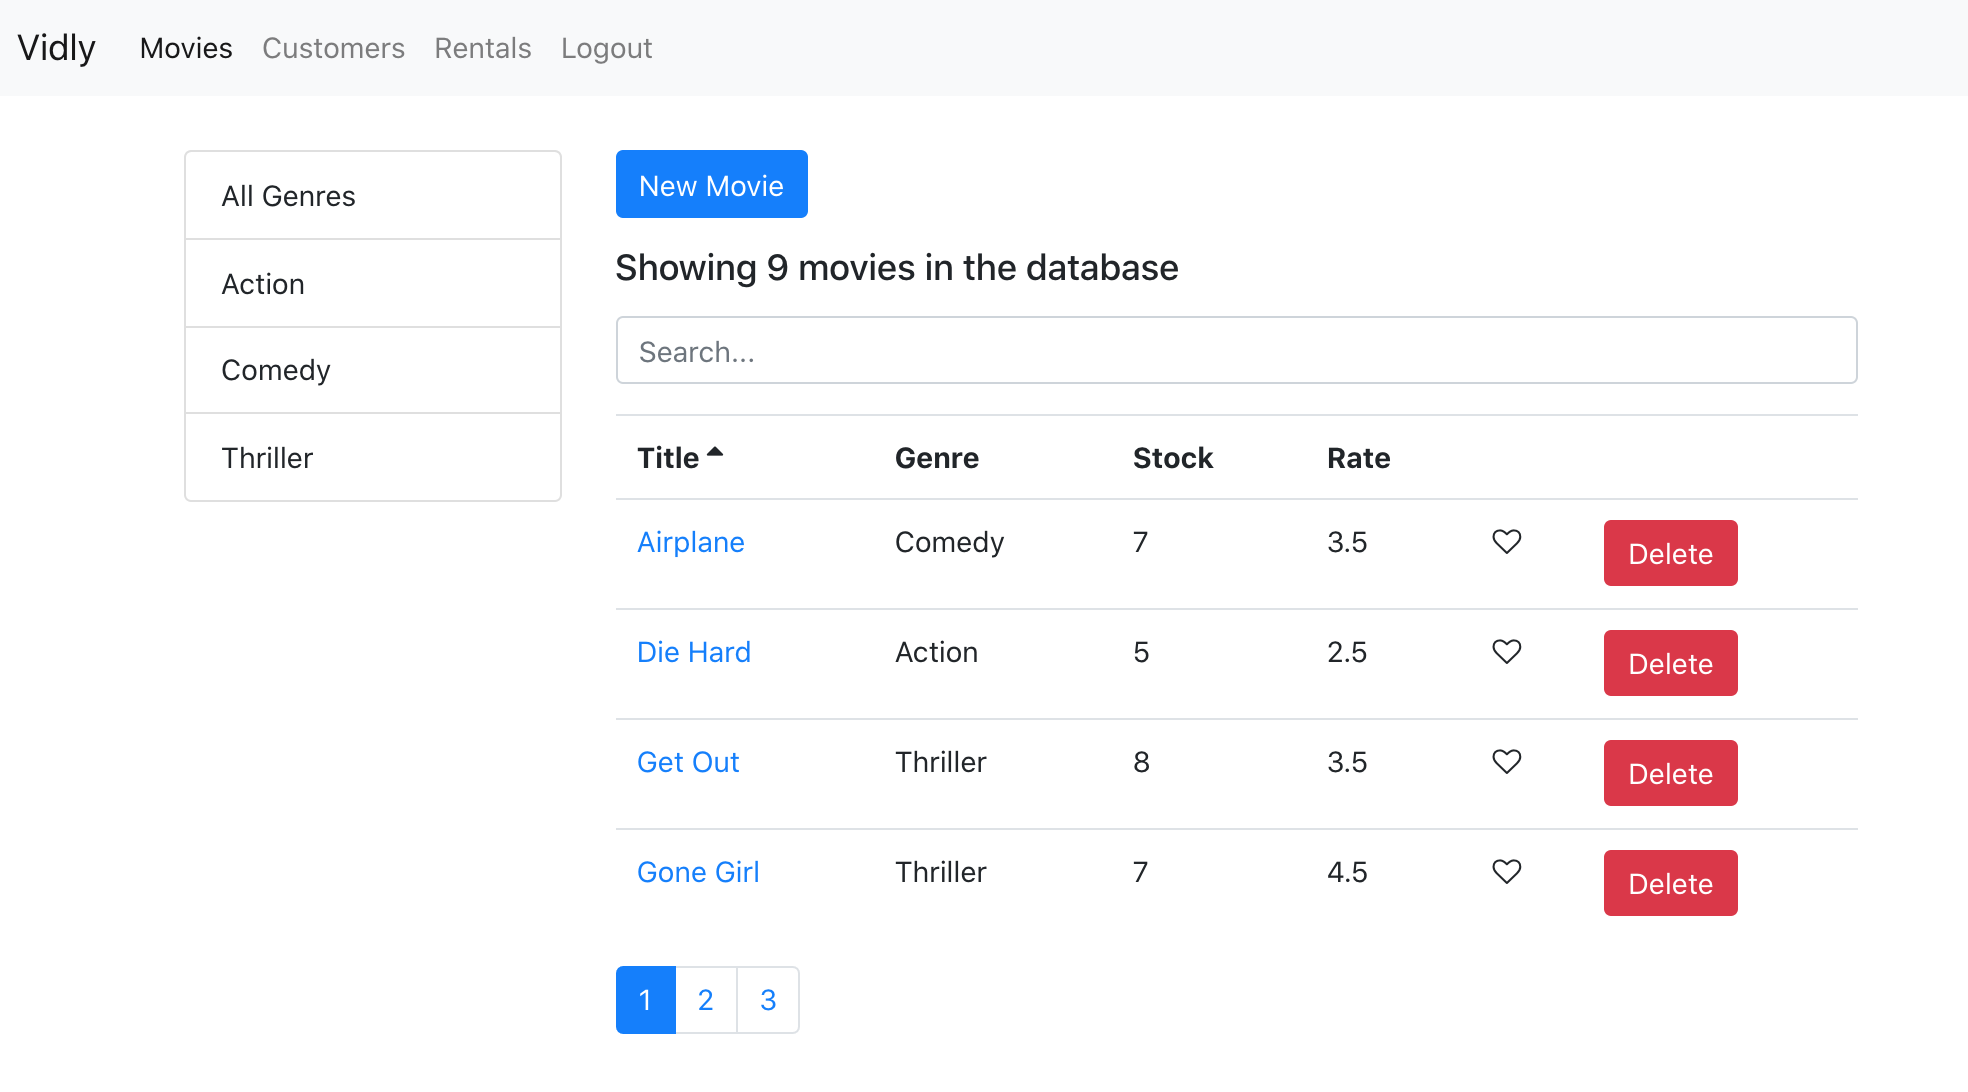 Vidly Movies Customers Rentals Logout
All Genres
Action
Comedy
Thriller
New Movie
Showing 9 movies in the database
Search...
Title Genre Stock Rate
Airplane Comedy 7 3.5 Delete
Die Hard Action 5 2.5 Delete
Get Out Thriller 8 3.5 Delete
Gone Girl Thriller 7 4.5 Delete
1 2 3